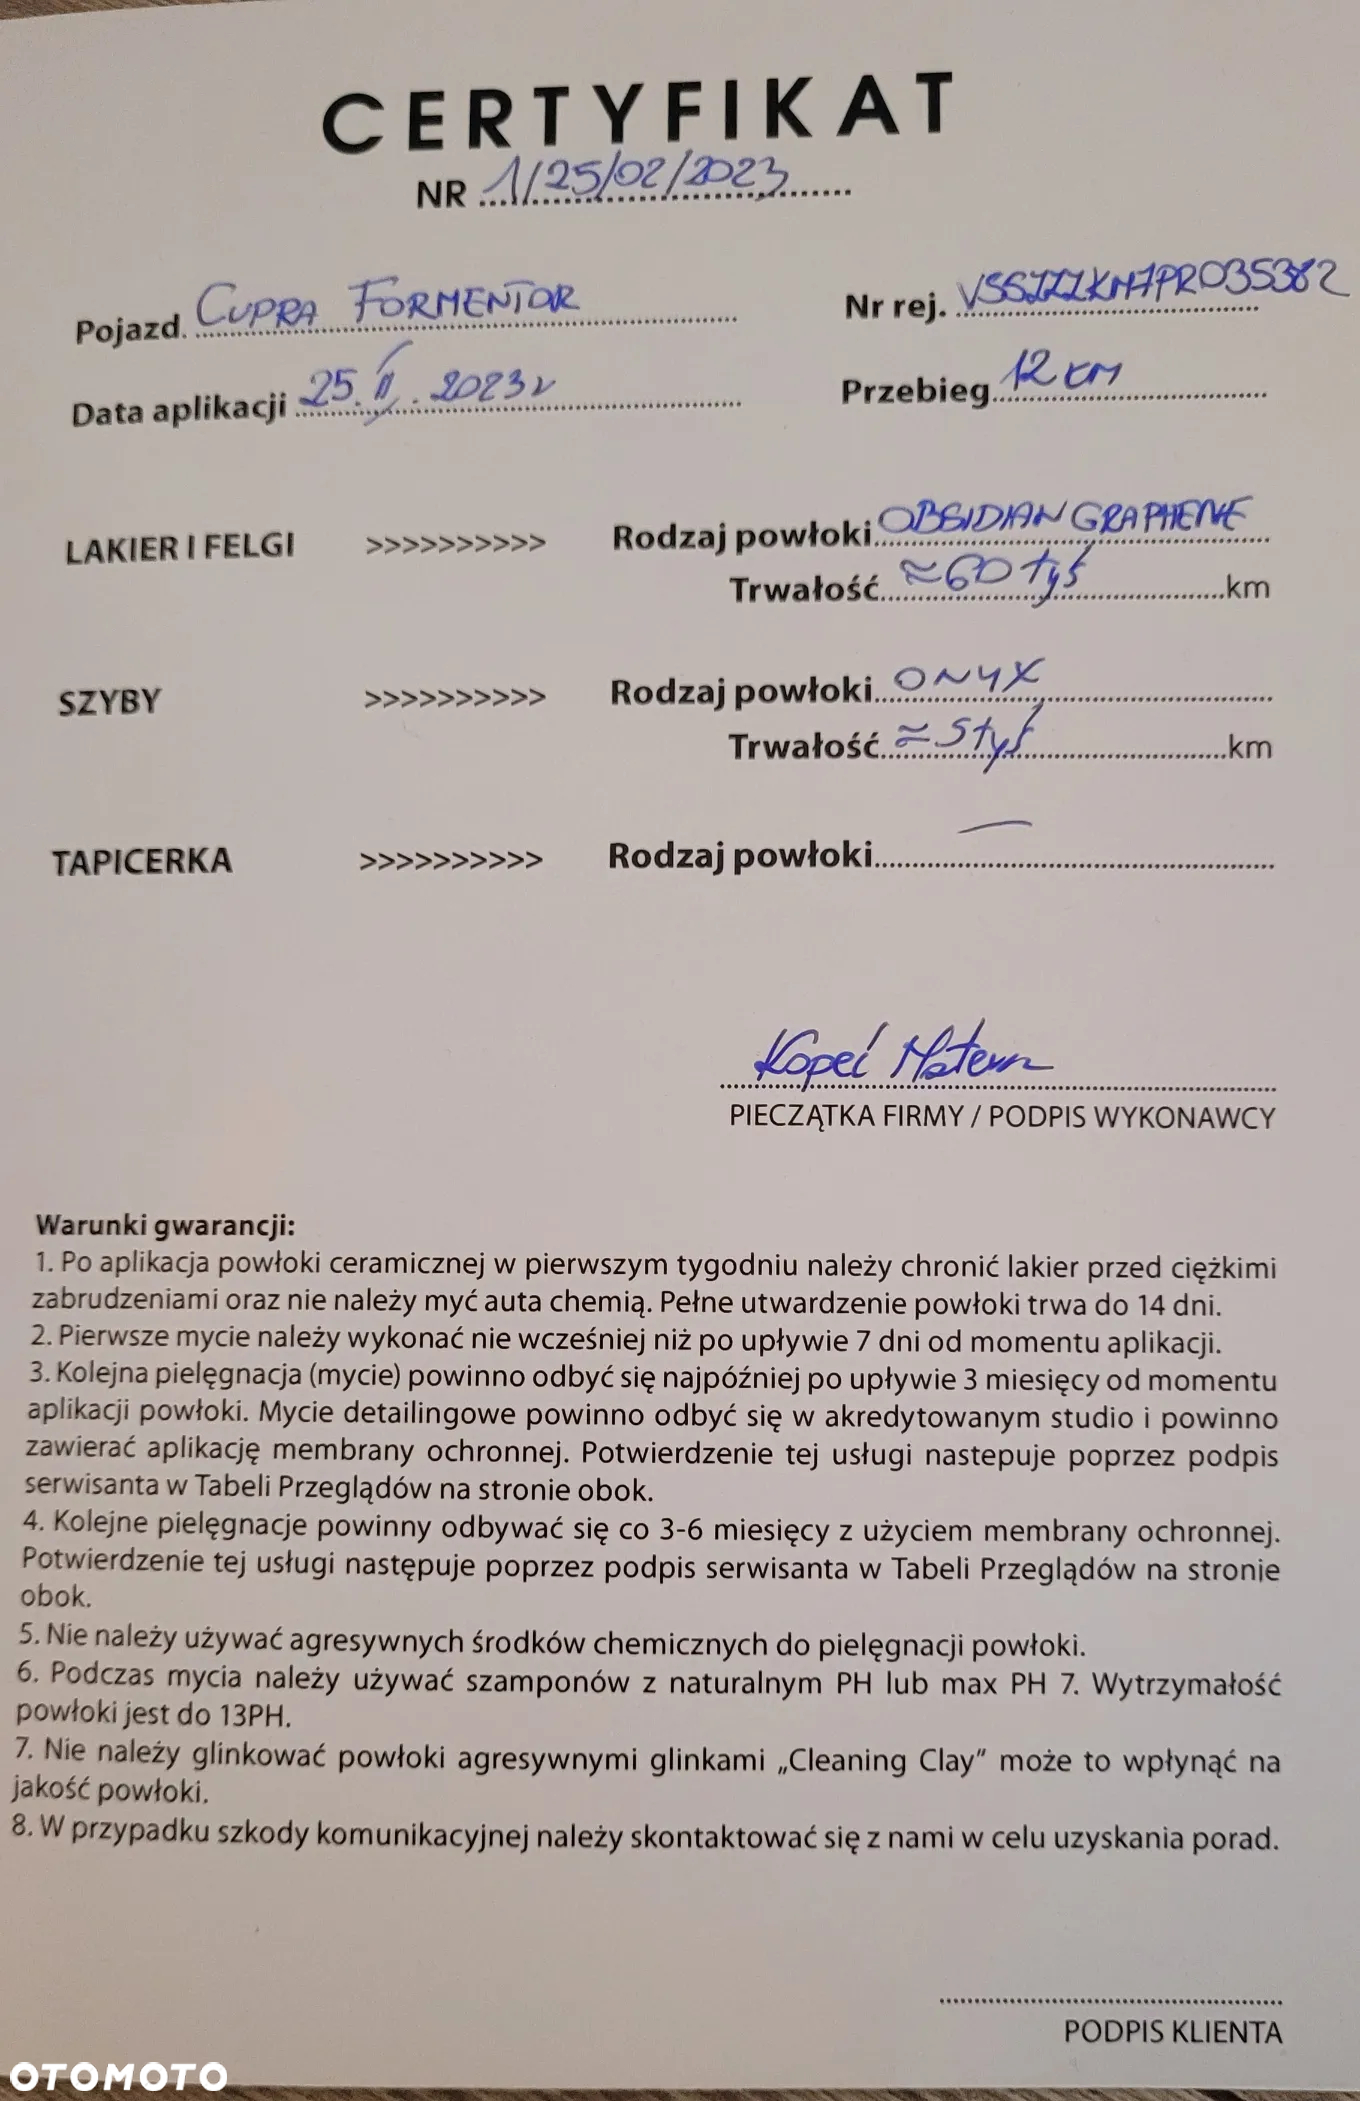 CERTYFIKAT
NR 1/25/02/2023
Pojazd. CUPRA FORMENTOR Nr rej. VSSZZZKM7PR035382
Data aplikacji 25.II.2023r Przebieg 12 KM
LAKIER I FELGI >>>>>>>>>> Rodzaj powłoki OBSIDIAN GRAPHENE
Trwałość ≈60 tyś km
SZYBY >>>>>>>>>> Rodzaj powłoki ONYX
Trwałość ≈ 5 tyś km
TAPICERKA >>>>>>>>>> Rodzaj powłoki —
Kopeć
PIECZĄTKA FIRMY / PODPIS WYKONAWCY
Warunki gwarancji:
1. Po aplikacja powłoki ceramicznej w pierwszym tygodniu należy chronić lakier przed ciężkimi
zabrudzeniami oraz nie należy myć auta chemią. Pełne utwardzenie powłoki trwa do 14 dni.
2. Pierwsze mycie należy wykonać nie wcześniej niż po upływie 7 dni od momentu aplikacji.
3. Kolejna pielęgnacja (mycie) powinno odbyć się najpóźniej po upływie 3 miesięcy od momentu
aplikacji powłoki. Mycie detailingowe powinno odbyć się w akredytowanym studio i powinno
zawierać aplikację membrany ochronnej. Potwierdzenie tej usługi nastepuje poprzez podpis
serwisanta w Tabeli Przeglądów na stronie obok.
4. Kolejne pielęgnacje powinny odbywać się co 3-6 miesięcy z użyciem membrany ochronnej.
Potwierdzenie tej usługi następuje poprzez podpis serwisanta w Tabeli Przeglądów na stronie
obok.
5. Nie należy używać agresywnych środków chemicznych do pielęgnacji powłoki.
6. Podczas mycia należy używać szamponów z naturalnym PH lub max PH 7. Wytrzymałość
powłoki jest do 13PH.
7. Nie należy glinkować powłoki agresywnymi glinkami „Cleaning Clay" może to wpłynąć na
jakość powłoki.
8. W przypadku szkody komunikacyjnej należy skontaktować się z nami w celu uzyskania porad.
PODPIS KLIENTA
OTOMOTO